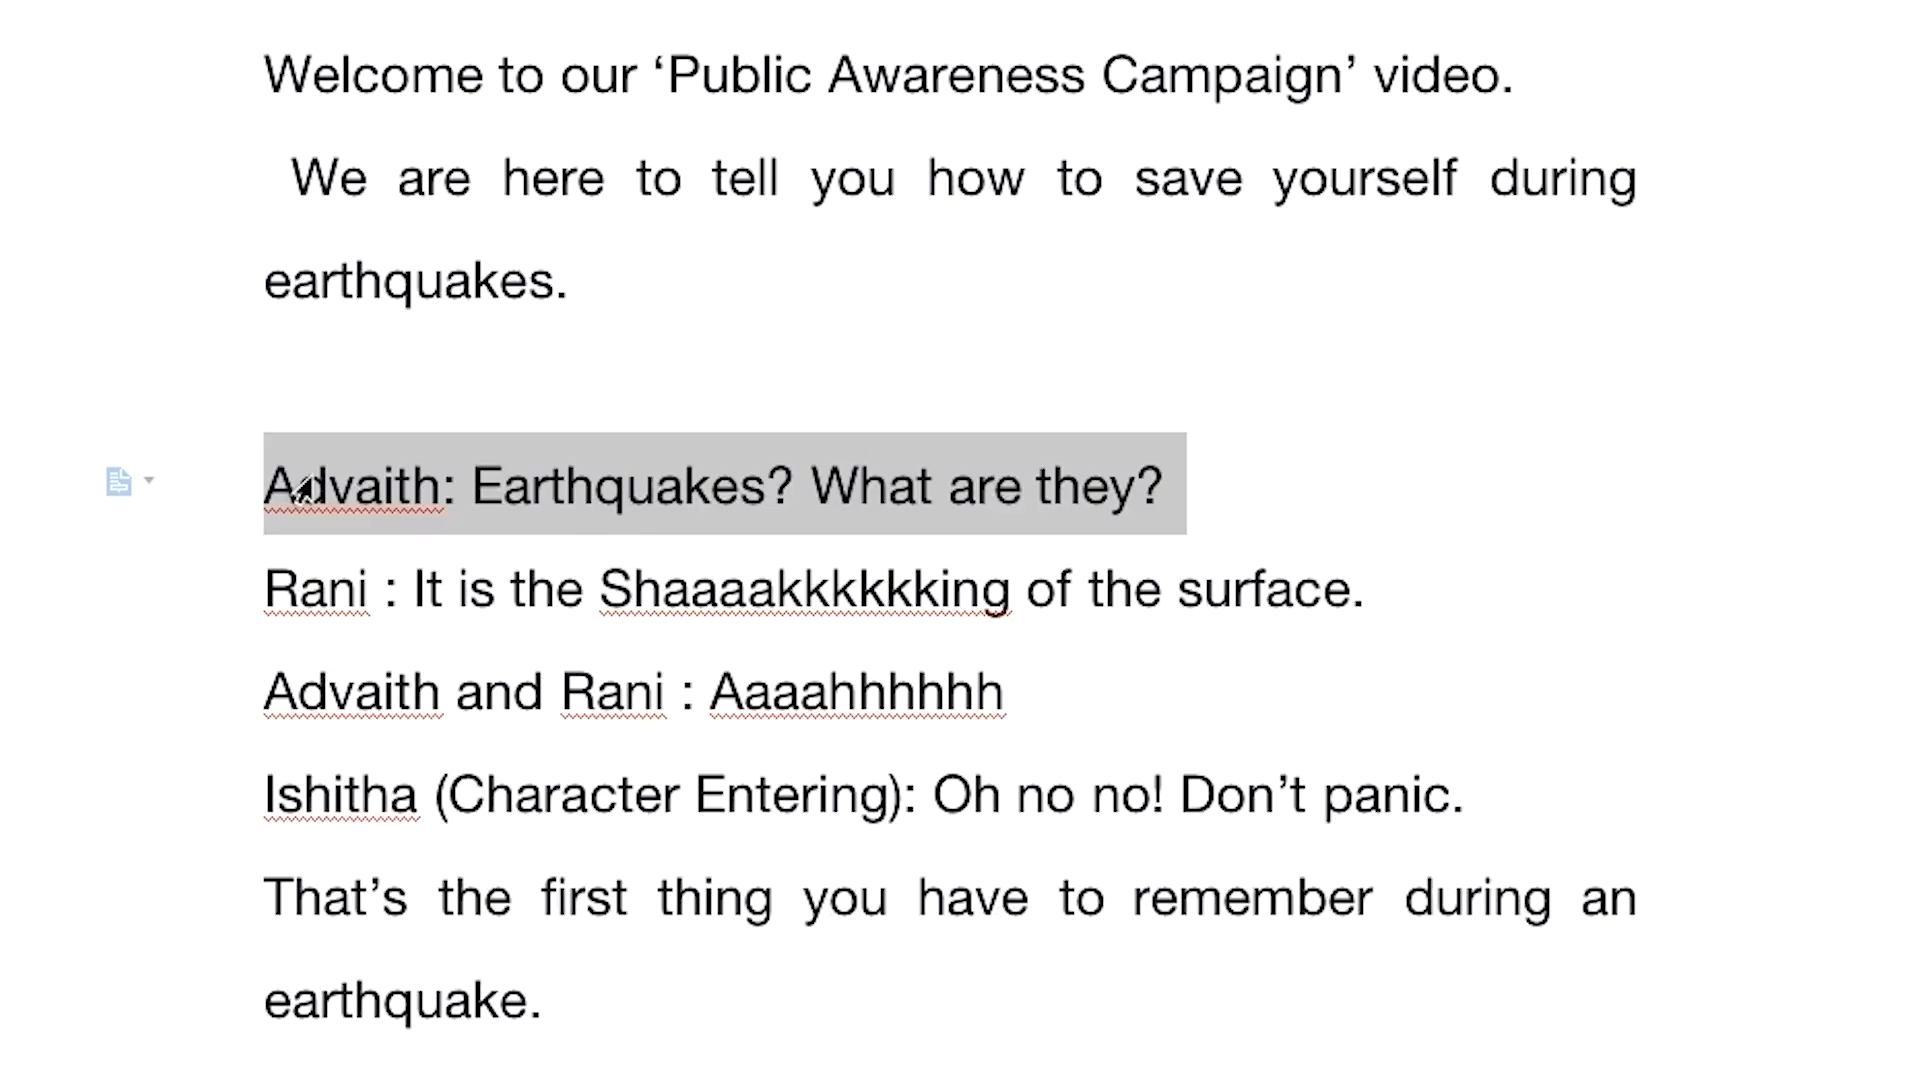 Welcome to our ‘Public Awareness Campaign’ video.
We are here to tell you how to save yourself during
earthquakes.
Advaith: Earthquakes? What are they?
Rani : It is the Shaaaakkkkkking of the surface.
Advaith and Rani : Aaaahhhhhh
Ishitha (Character Entering): Oh no no! Don’t panic.
That’s the first thing you have to remember during an
earthquake.